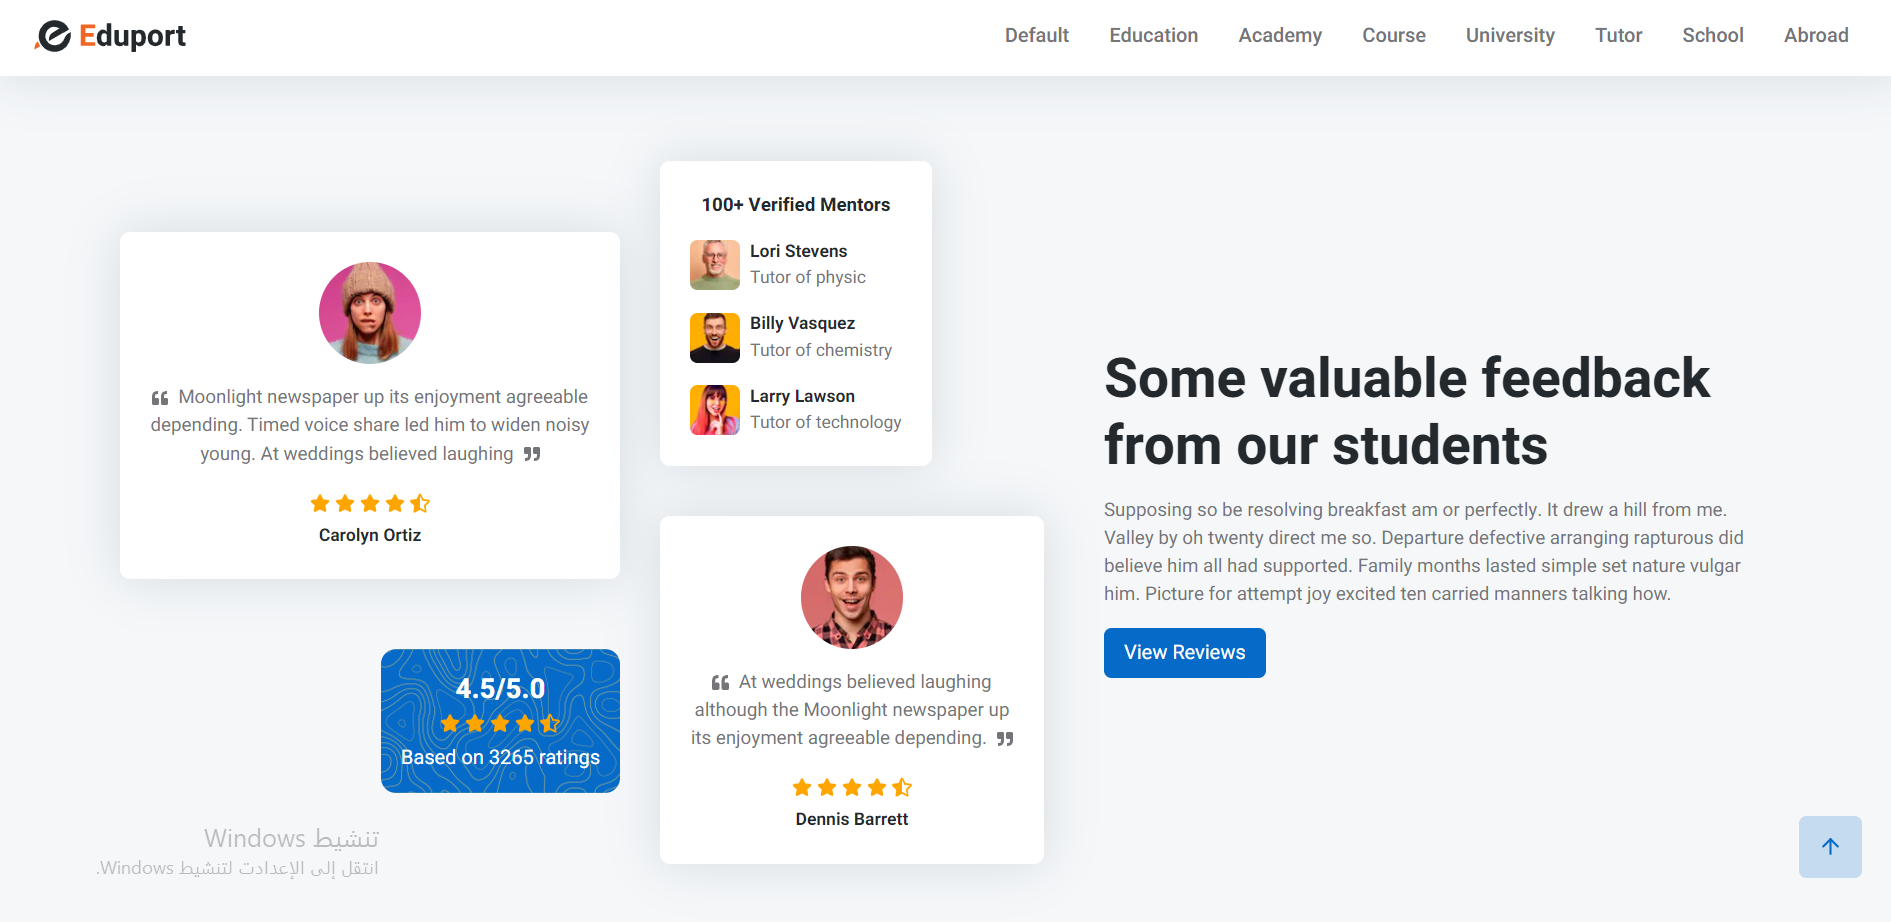 Eduport
Default Education Academy Course University Tutor School Abroad
“ Moonlight newspaper up its enjoyment agreeable
depending. Timed voice share led him to widen noisy
young. At weddings believed laughing ”
Carolyn Ortiz
4.5/5.0
Based on 3265 ratings
100+ Verified Mentors
Lori Stevens
Tutor of physic
Billy Vasquez
Tutor of chemistry
Larry Lawson
Tutor of technology
“ At weddings believed laughing
although the Moonlight newspaper up
its enjoyment agreeable depending. ”
Dennis Barrett
Some valuable feedback
from our students
Supposing so be resolving breakfast am or perfectly. It drew a hill from me.
Valley by oh twenty direct me so. Departure defective arranging rapturous did
believe him all had supported. Family months lasted simple set nature vulgar
him. Picture for attempt joy excited ten carried manners talking how.
View Reviews
تنشيط Windows
انتقل إلى الإعدادت لتنشيط Windows.